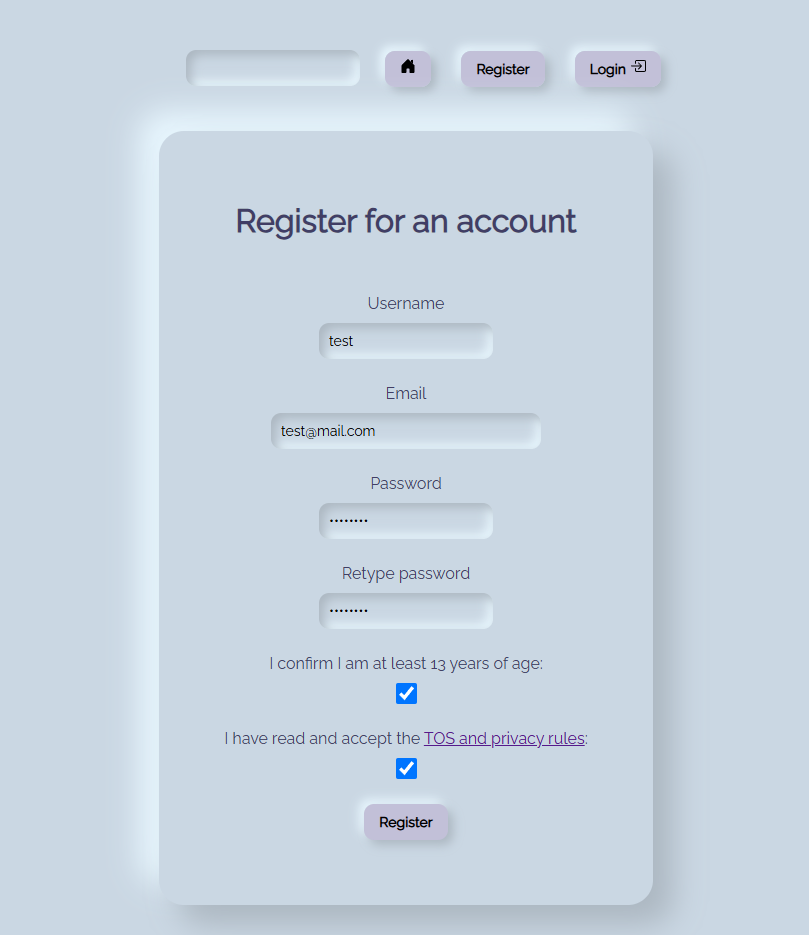 Register
Login
Register for an account
Username
test
Email
test@mail.com
Password
••••••••
Retype password
••••••••
I confirm I am at least 13 years of age:
I have read and accept the TOS and privacy rules:
Register